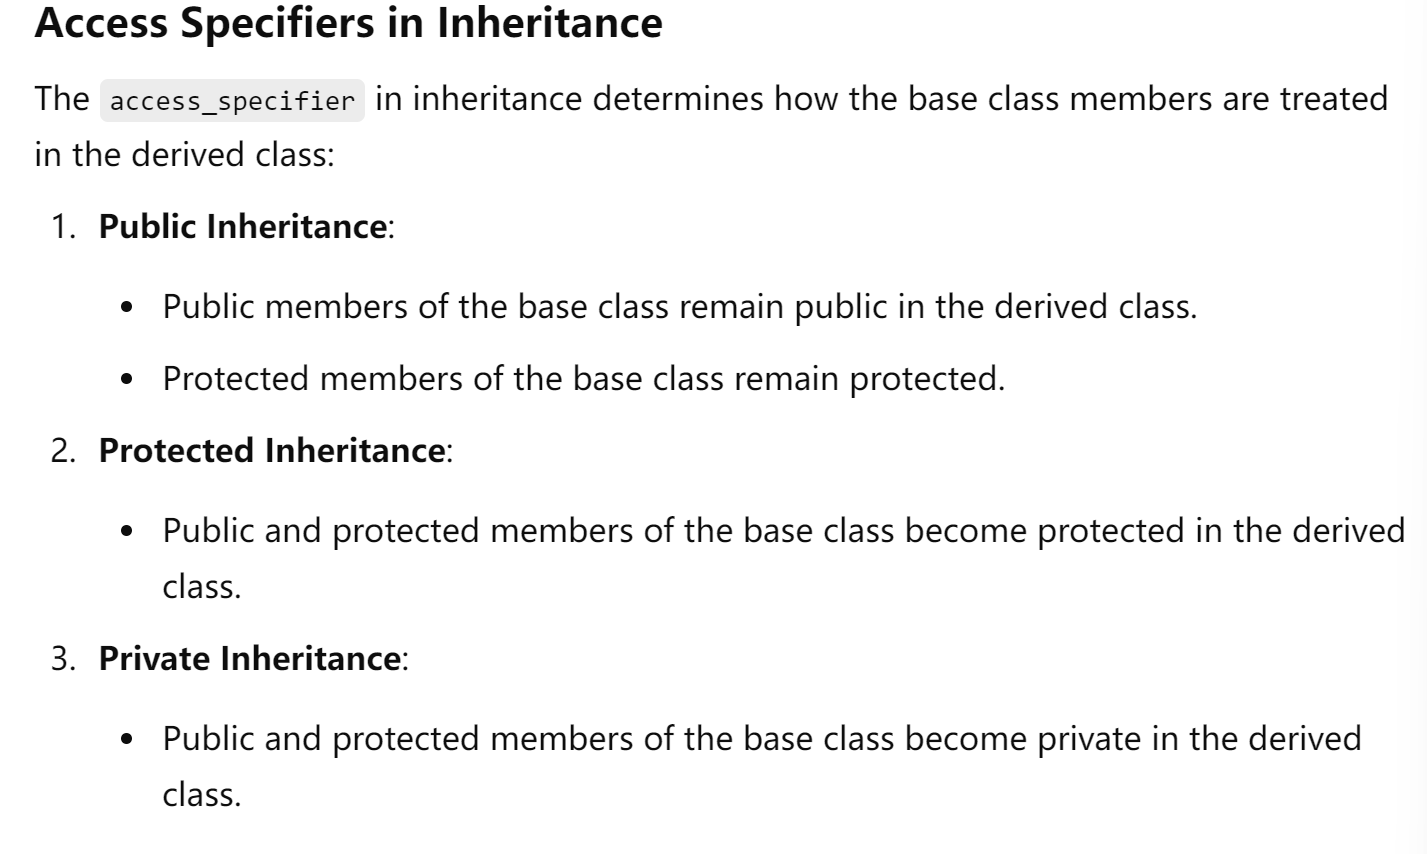 Access Specifiers in Inheritance
The access_specifier in inheritance determines how the base class members are treated
in the derived class:
1. Public Inheritance:
• Public members of the base class remain public in the derived class.
• Protected members of the base class remain protected.
2. Protected Inheritance:
• Public and protected members of the base class become protected in the derived
class.
3. Private Inheritance:
• Public and protected members of the base class become private in the derived
class.